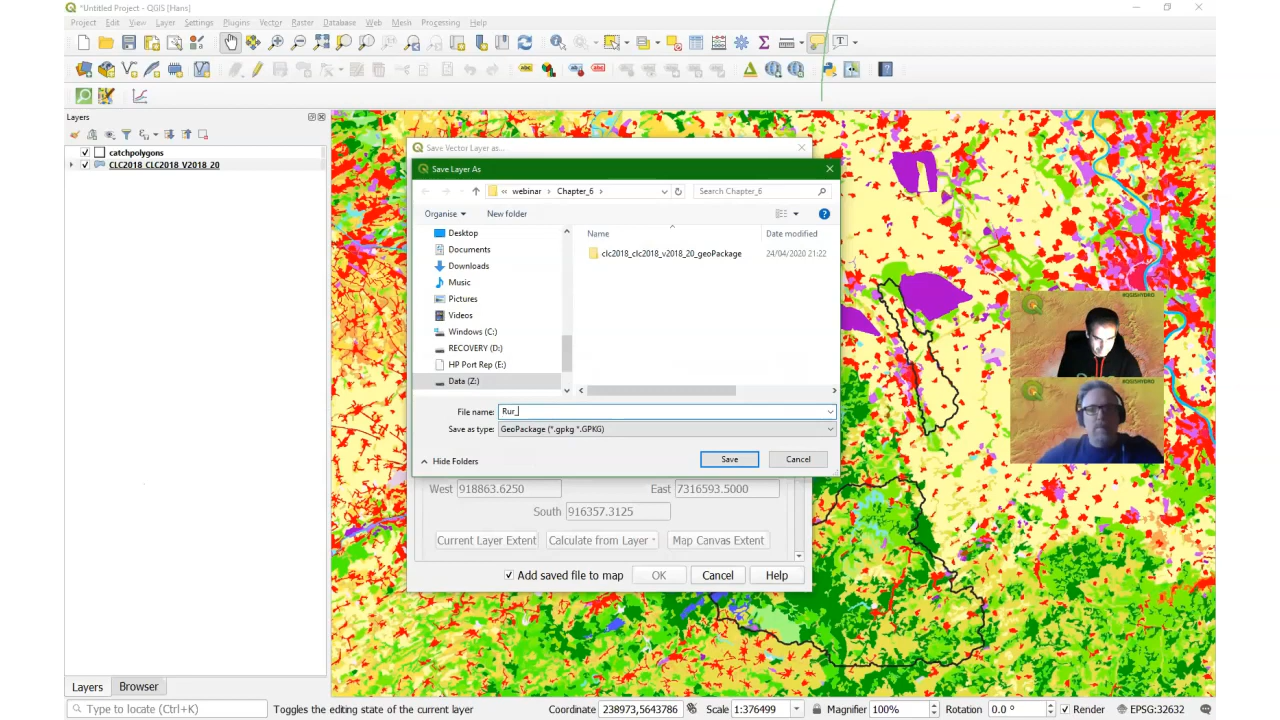 *Untitled Project — QGIS [Hans]
Project Edit View Layer Settings Plugins Vector Raster Database Web Mesh Processing Help
Layers
catchpolygons
CLC2018_CLC2018_V2018_20
Save Vector Layer as...
Save Layer As
« webinar > Chapter_6 >
Search Chapter_6
Organise New folder
Name Date modified
Desktop
Documents
Downloads
Music
Pictures
Videos
Windows (C:)
RECOVERY (D:)
HP Port Rep (E:)
Data (Z:)
clc2018_clc2018_v2018_20_geoPackage 24/04/2020 21:22
File name: Rur_
Save as type: GeoPackage (*.gpkg *.GPKG)
Hide Folders Save Cancel
West 918863.6250 East 7316593.5000
South 916357.3125
Current Layer Extent Calculate from Layer Map Canvas Extent
Add saved file to map OK Cancel Help
#QGISHYDRO
#QGISHYDRO
Layers Browser
Type to locate (Ctrl+K) Toggles the editing state of the current layer Coordinate 238973,5643786 Scale 1:376499 Magnifier 100% Rotation 0.0 ° Render EPSG:32632